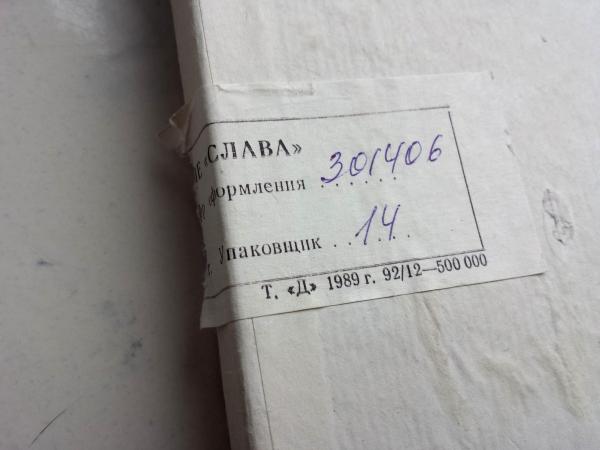 «СЛАВА»
формления ...... 301406
Упаковщик ..... 14
Т. «Д» 1989 г. 92/12—500 000